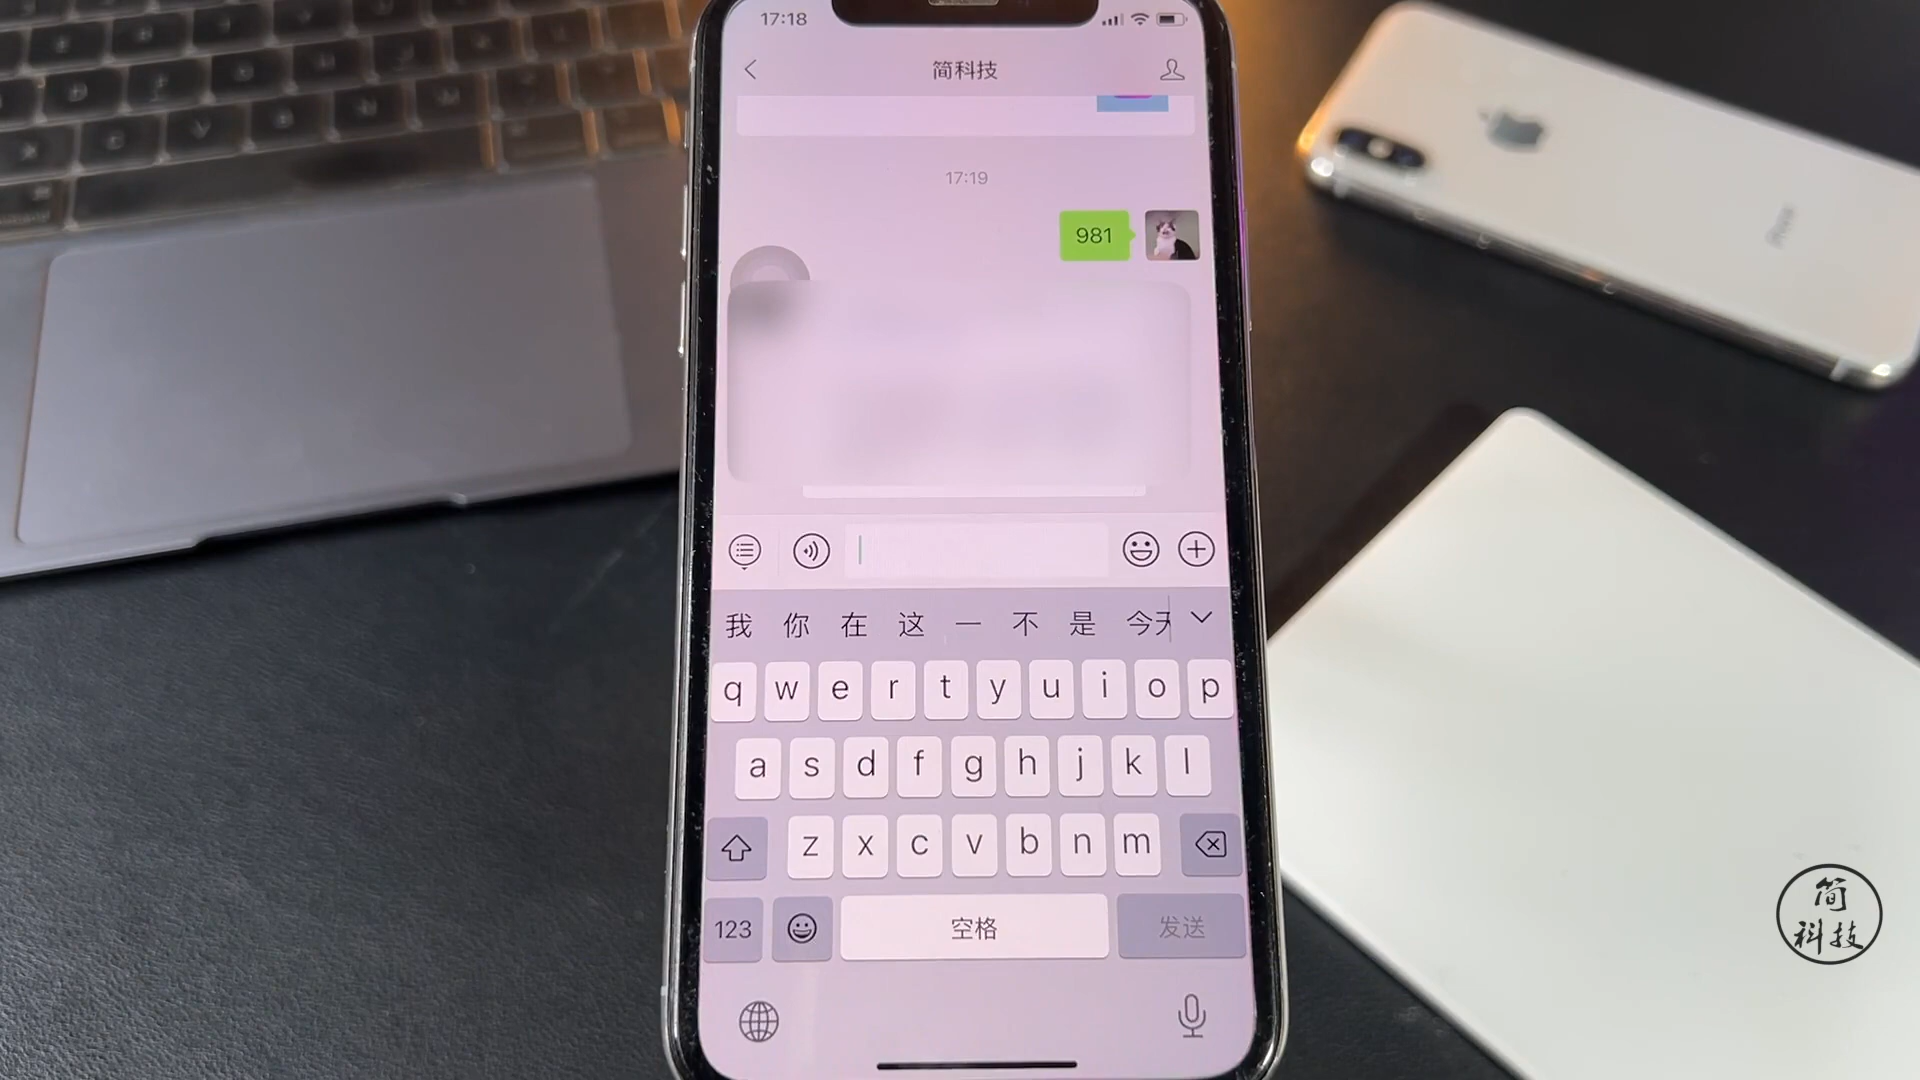 17:18
简科技
17:19
981
我 你 在 这 一 不 是 今天
q w e r t y u i o p
a s d f g h j k l
z x c v b n m
123 空格 发送
简
科技